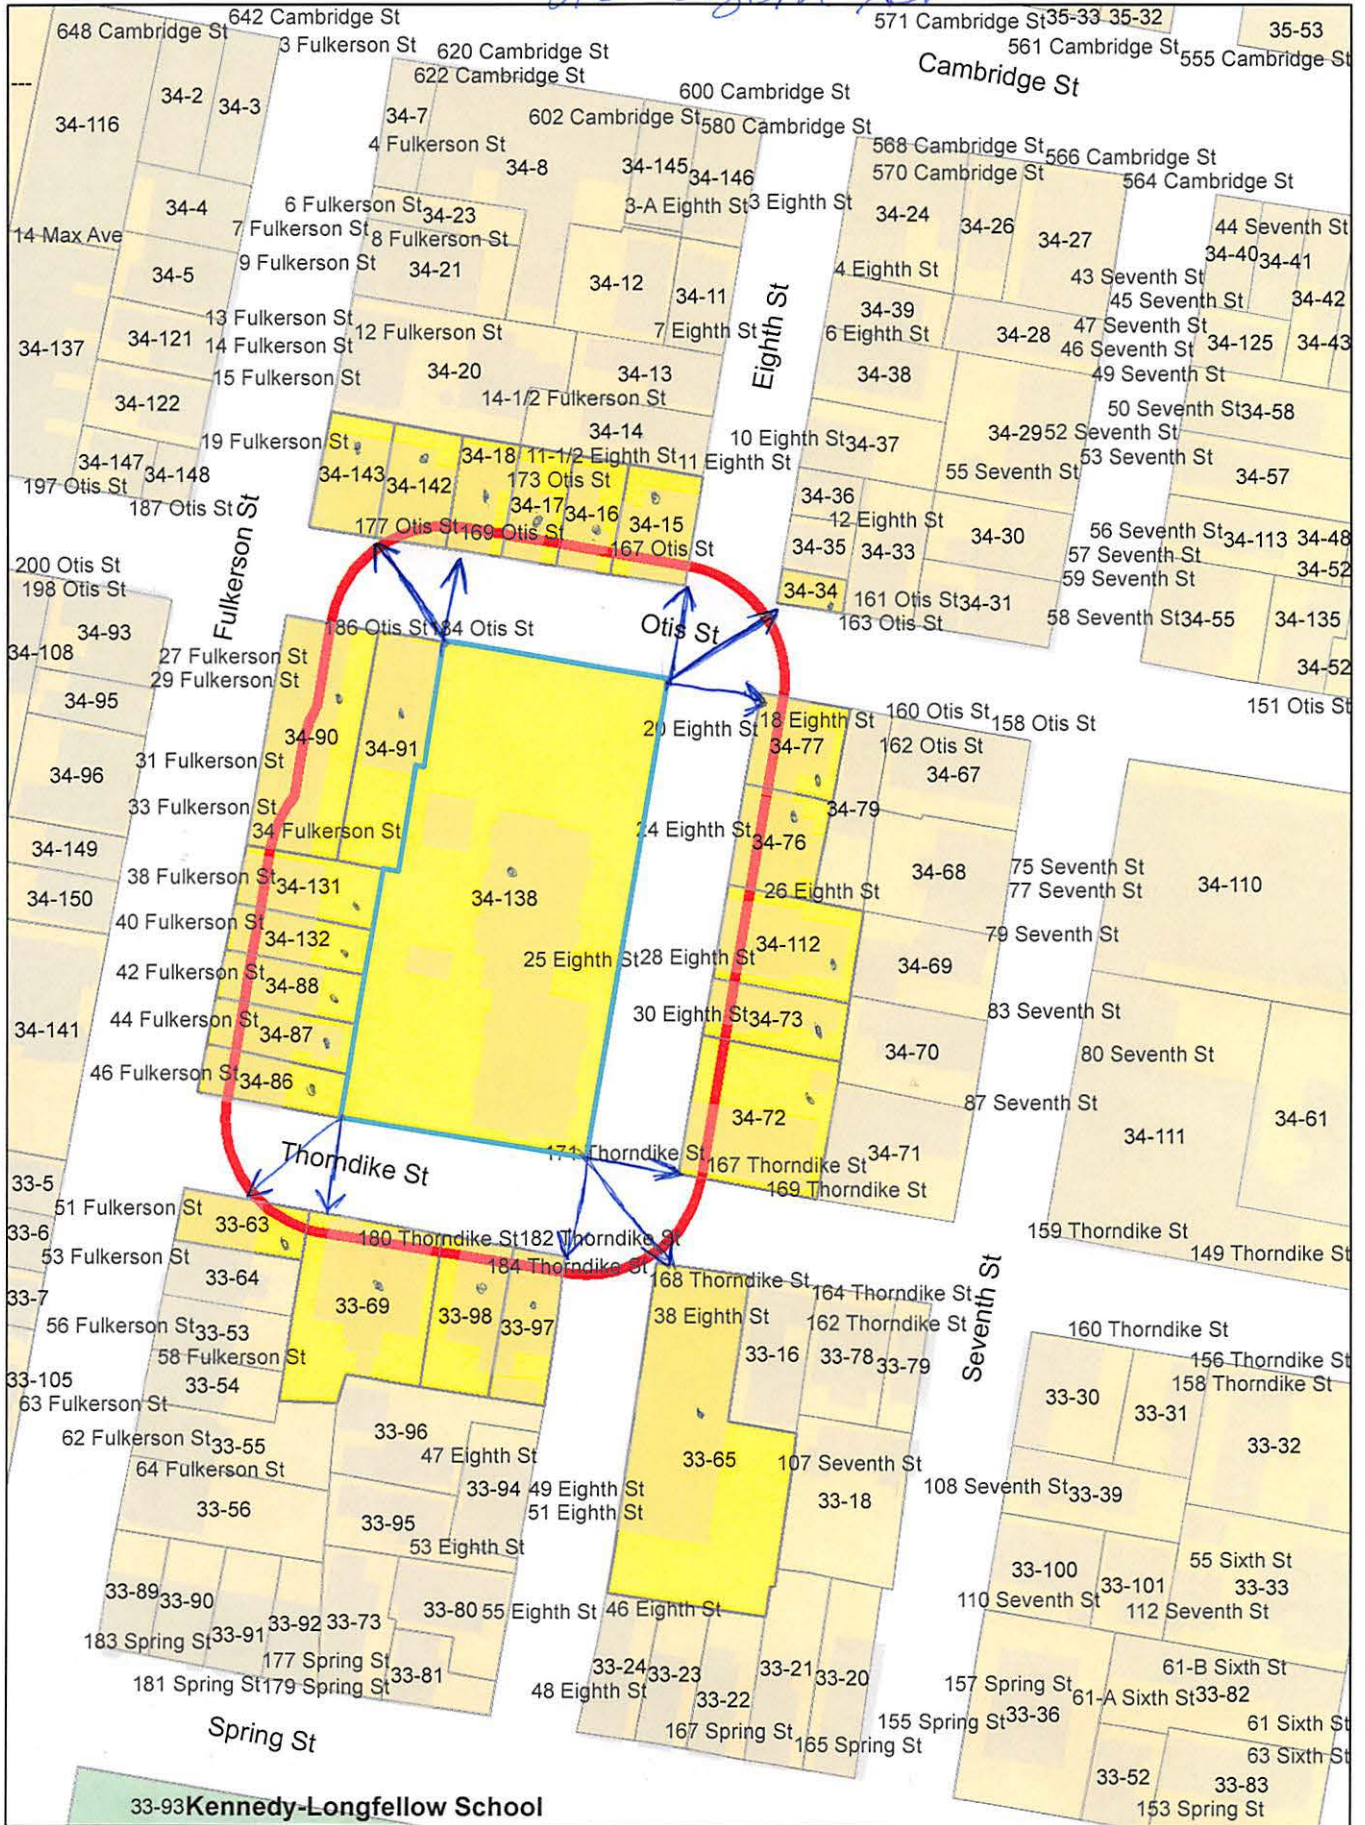 571 Cambridge St
35-33 35-32
35-53
642 Cambridge St
648 Cambridge St
3 Fulkerson St
620 Cambridge St
561 Cambridge St
555 Cambridge St
622 Cambridge St
Cambridge St
---
34-2
34-3
34-116
34-7
600 Cambridge St
602 Cambridge St
580 Cambridge St
4 Fulkerson St
34-8
34-145
34-146
568 Cambridge St
566 Cambridge St
570 Cambridge St
564 Cambridge St
34-4
6 Fulkerson St
34-23
3-A Eighth St
3 Eighth St
34-24
34-26
34-27
44 Seventh St
14 Max Ave
7 Fulkerson St
8 Fulkerson St
34-40
34-41
34-5
9 Fulkerson St
34-21
34-12
34-11
4 Eighth St
43 Seventh St
34-42
45 Seventh St
34-39
13 Fulkerson St
12 Fulkerson St
7 Eighth St
6 Eighth St
34-28
47 Seventh St
34-137
34-121
14 Fulkerson St
46 Seventh St
34-125
34-43
Eighth St
15 Fulkerson St
34-20
34-13
34-38
49 Seventh St
34-122
14-1/2 Fulkerson St
50 Seventh St
34-58
34-14
10 Eighth St
34-37
34-29
52 Seventh St
19 Fulkerson St
34-18
11-1/2 Eighth St
11 Eighth St
53 Seventh St
34-147
34-148
34-143
34-142
173 Otis St
55 Seventh St
34-57
197 Otis St
187 Otis St
34-17
34-16
34-15
34-36
12 Eighth St
Fulkerson St
177 Otis St
169 Otis St
167 Otis St
34-35
34-33
34-30
56 Seventh St
34-113
34-48
57 Seventh St
200 Otis St
34-52
198 Otis St
34-34
161 Otis St
34-31
59 Seventh St
163 Otis St
58 Seventh St
34-55
34-135
34-93
186 Otis St
184 Otis St
Otis St
34-108
27 Fulkerson St
34-52
29 Fulkerson St
34-95
151 Otis St
34-90
34-91
20 Eighth St
18 Eighth St
160 Otis St
158 Otis St
34-77
162 Otis St
31 Fulkerson St
34-96
34-67
33 Fulkerson St
34-79
34 Fulkerson St
24 Eighth St
34-76
34-149
38 Fulkerson St
34-131
34-138
26 Eighth St
34-68
75 Seventh St
34-150
77 Seventh St
34-110
40 Fulkerson St
34-132
34-112
79 Seventh St
42 Fulkerson St
34-88
25 Eighth St
28 Eighth St
34-69
34-141
44 Fulkerson St
34-87
30 Eighth St
34-73
83 Seventh St
34-70
80 Seventh St
46 Fulkerson St
34-86
34-72
87 Seventh St
34-61
34-111
Thorndike St
171 Thorndike St
34-71
167 Thorndike St
33-5
169 Thorndike St
51 Fulkerson St
33-6
33-63
180 Thorndike St
182 Thorndike St
159 Thorndike St
149 Thorndike St
53 Fulkerson St
33-64
184 Thorndike St
168 Thorndike St
164 Thorndike St
33-7
33-69
33-98
33-97
38 Eighth St
162 Thorndike St
Seventh St
160 Thorndike St
56 Fulkerson St
33-53
33-16
33-78
33-79
58 Fulkerson St
156 Thorndike St
33-105
33-54
158 Thorndike St
63 Fulkerson St
33-30
33-31
33-96
62 Fulkerson St
33-55
47 Eighth St
33-65
107 Seventh St
33-32
64 Fulkerson St
33-94
49 Eighth St
33-18
108 Seventh St
33-39
33-56
51 Eighth St
33-95
53 Eighth St
33-100
55 Sixth St
33-101
33-33
33-89
33-90
33-91
33-92
33-73
33-80
55 Eighth St
46 Eighth St
110 Seventh St
112 Seventh St
183 Spring St
177 Spring St
33-81
33-24
33-23
33-21
33-20
61-B Sixth St
181 Spring St
179 Spring St
48 Eighth St
33-22
157 Spring St
61-A Sixth St
33-82
167 Spring St
165 Spring St
155 Spring St
33-36
61 Sixth St
Spring St
63 Sixth St
33-52
33-83
153 Spring St
33-93
Kennedy-Longfellow School